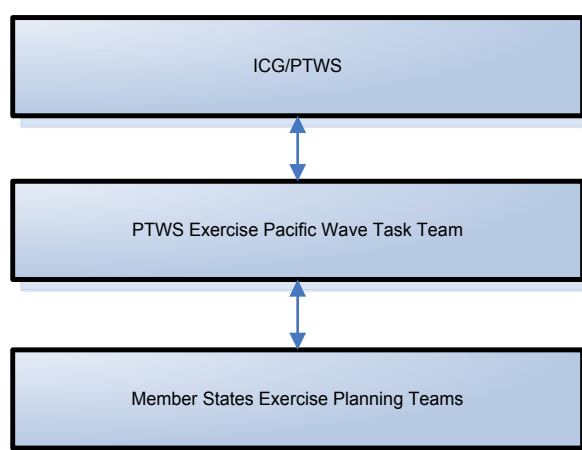 ICG/PTWS
PTWS Exercise Pacific Wave Task Team
Member States Exercise Planning Teams